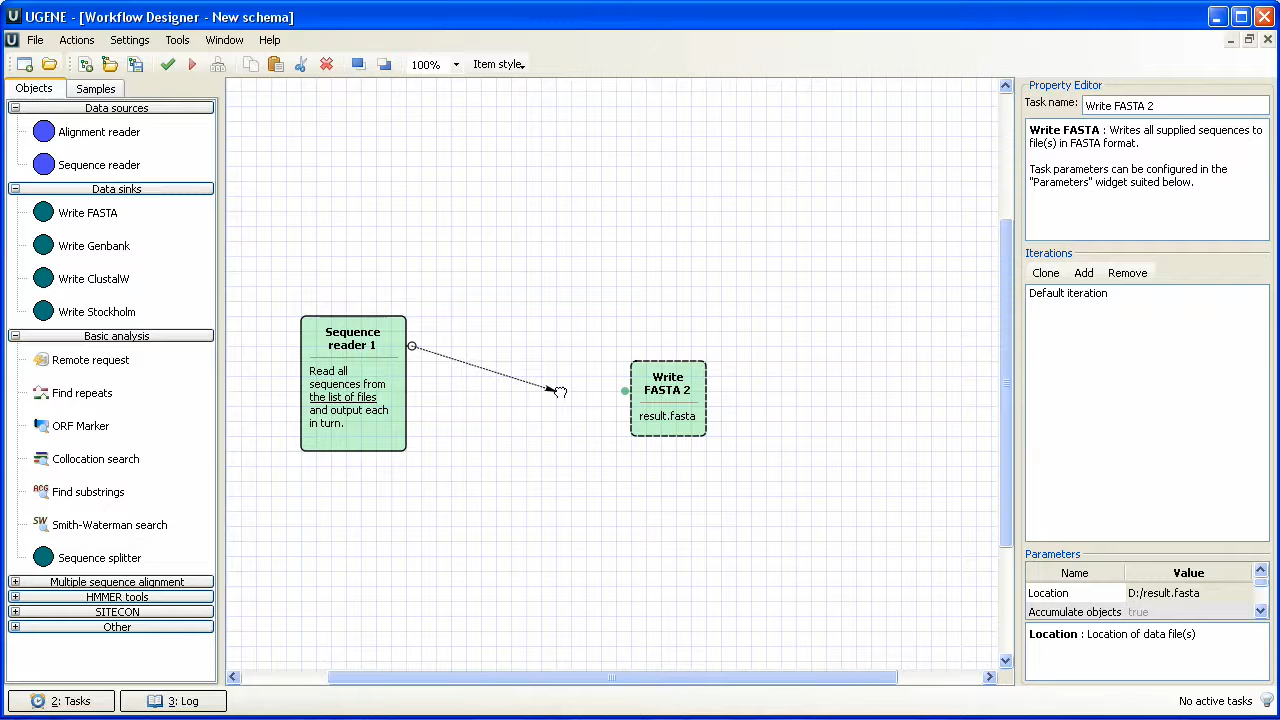 UGENE - [Workflow Designer - New schema]
File Actions Settings Tools Window Help
100% Item style
Objects Samples
Data sources
Alignment reader
Sequence reader
Data sinks
Write FASTA
Write Genbank
Write ClustalW
Write Stockholm
Basic analysis
Remote request
Find repeats
ORF Marker
Collocation search
Find substrings
Smith-Waterman search
Sequence splitter
Multiple sequence alignment
HMMER tools
SITECON
Other
Sequence
reader 1
Read all
sequences from
the list of files
and output each
in turn.
Write
FASTA 2
result.fasta
Property Editor
Task name: Write FASTA 2
Write FASTA : Writes all supplied sequences to
file(s) in FASTA format.
Task parameters can be configured in the
"Parameters" widget suited below.
Iterations
Clone Add Remove
Default iteration
Parameters
Name Value
Location D:/result.fasta
Accumulate objects true
Location : Location of data file(s)
2: Tasks 3: Log No active tasks